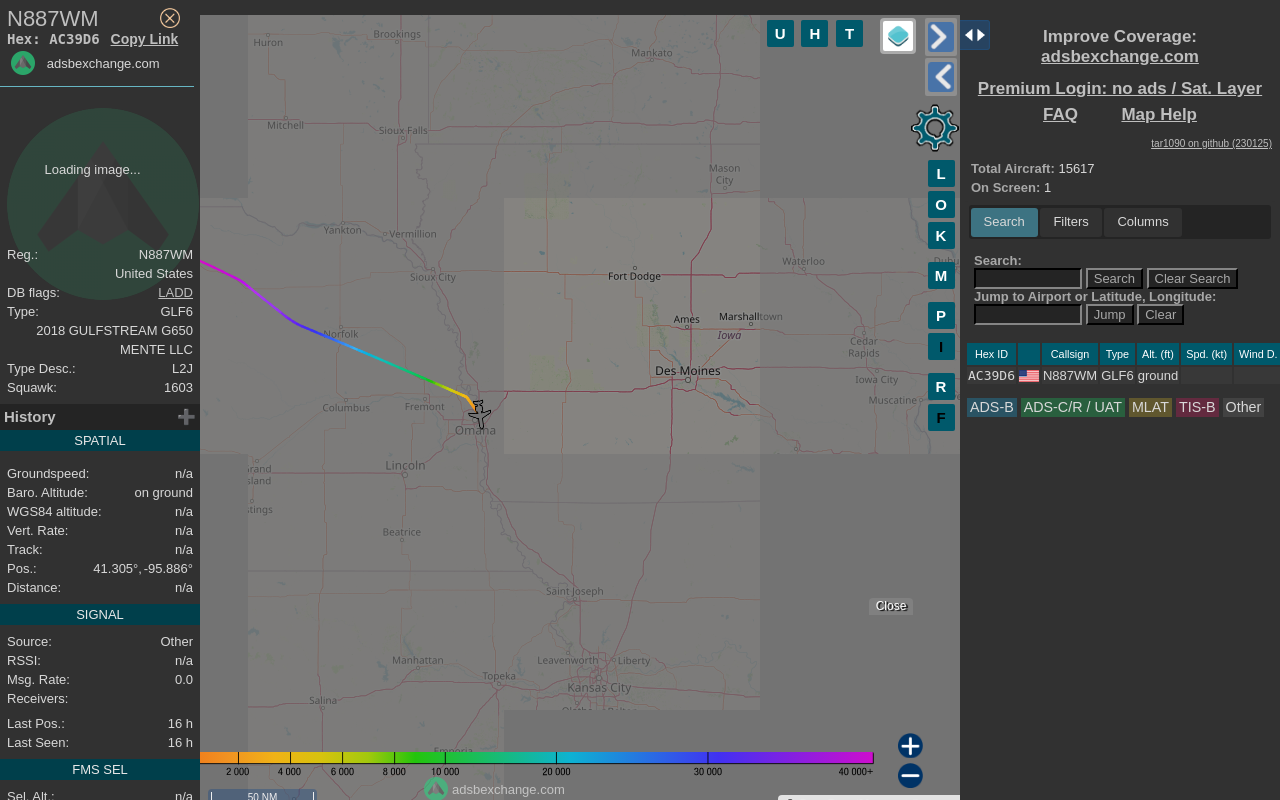 N887WM
Hex: AC39D6 Copy Link
adsbexchange.com
Loading image...
Reg.: N887WM
United States
DB flags: LADD
Type: GLF6
2018 GULFSTREAM G650
MENTE LLC
Type Desc.: L2J
Squawk: 1603
History
SPATIAL
Groundspeed: n/a
Baro. Altitude: on ground
WGS84 altitude: n/a
Vert. Rate: n/a
Track: n/a
Pos.: 41.305°, -95.886°
Distance: n/a
SIGNAL
Source: Other
RSSI: n/a
Msg. Rate: 0.0
Receivers:
Last Pos.: 16 h
Last Seen: 16 h
FMS SEL
Sel. Alt.: n/a
Huron
Brookings
Mankato
Mitchell
Sioux Falls
Mason
City
Yankton
Vermillion
Sioux City
Fort Dodge
Waterloo
Norfolk
Ames
Marshalltown
Iowa
Cedar
Rapids
Des Moines
Iowa City
Columbus
Fremont
Muscatine
Omaha
Lincoln
Beatrice
Saint Joseph
Manhattan
Leavenworth
Liberty
Topeka
Kansas City
Salina
Emporia
U H T
L
O
K
M
P
I
R
F
Close
2 000 4 000 6 000 8 000 10 000 20 000 30 000 40 000+
adsbexchange.com
50 NM
Improve Coverage:
adsbexchange.com
Premium Login: no ads / Sat. Layer
FAQ Map Help
tar1090 on github (230125)
Total Aircraft: 15617
On Screen: 1
Search Filters Columns
Search:
Search Clear Search
Jump to Airport or Latitude, Longitude:
Jump Clear
Hex ID Callsign Type Alt. (ft) Spd. (kt) Wind D.
AC39D6 N887WM GLF6 ground
ADS-B ADS-C/R / UAT MLAT TIS-B Other